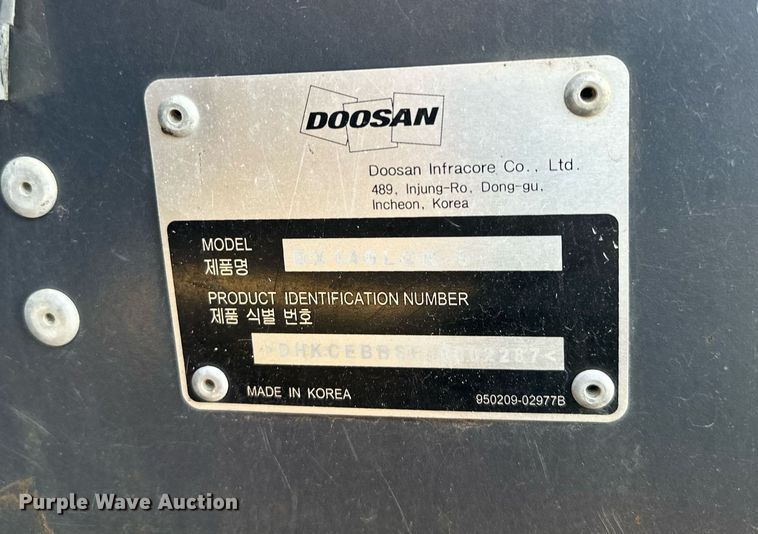 DOOSAN
Doosan Infracore Co., Ltd.
489, Injung-Ro, Dong-gu,
Incheon, Korea
MODEL
제품명
PRODUCT IDENTIFICATION NUMBER
제품 식별 번호
MADE IN KOREA
950209-02977B
Purple Wave Auction